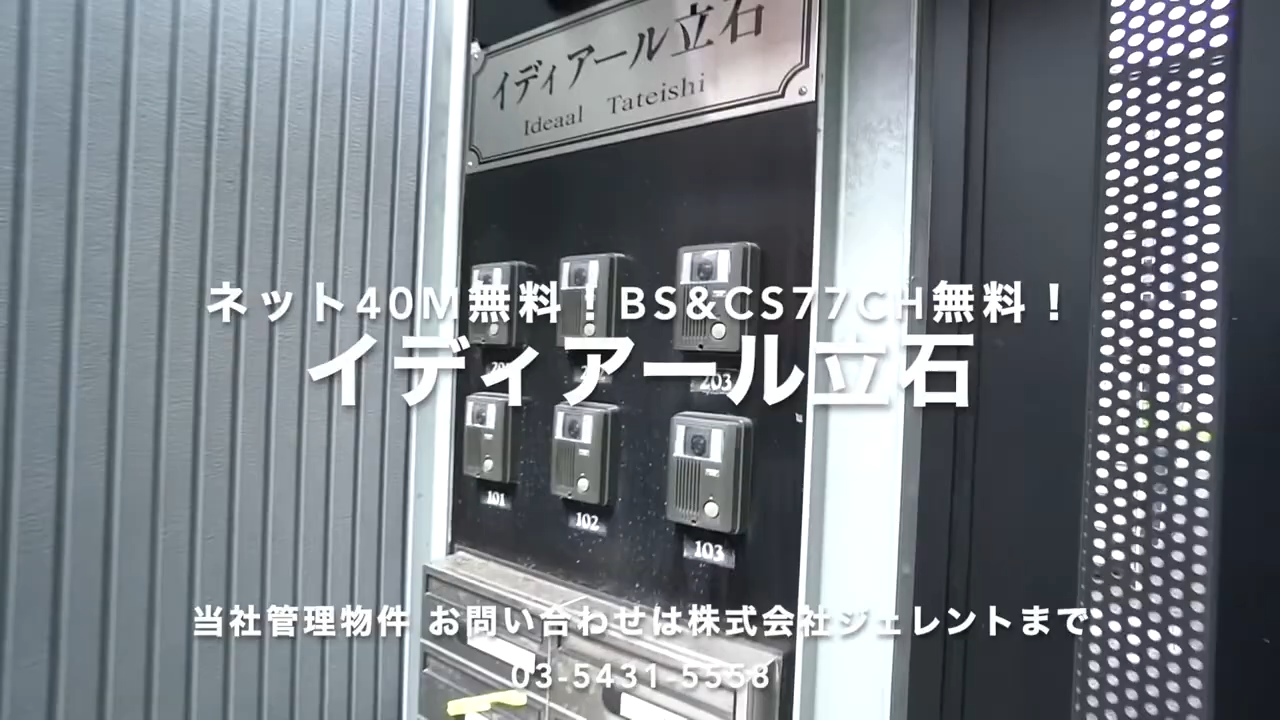 イディアール立石
Ideaal Tateishi
ネット40M無料！BS&CS77CH無料！
イディアール立石
203
101
102
103
当社管理物件 お問い合わせは株式会社ジェレントまで
03-5431-5558